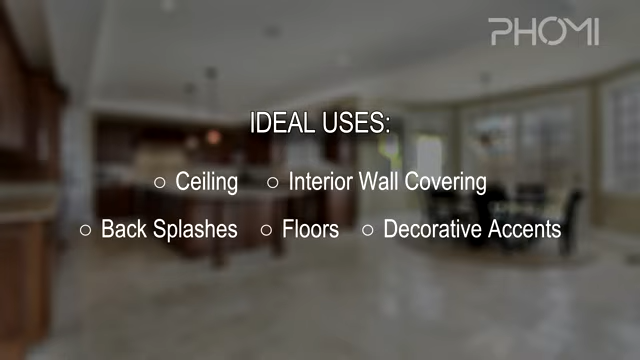 PHOMI
IDEAL USES:
○ Ceiling ○ Interior Wall Covering
○ Back Splashes ○ Floors ○ Decorative Accents